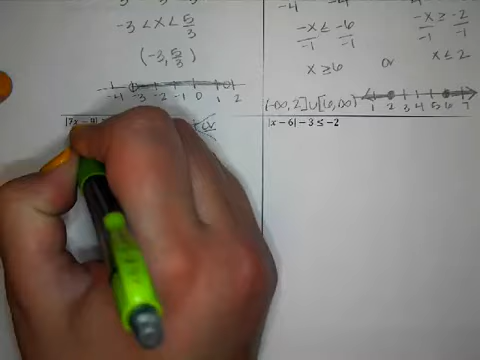 -3 < x < 5/3
(-3, 5/3)
-4 -3 -2 -1 0 1 2
-x ≤ -6
-1 -1
x ≥ 6
or
-x ≥ -2
-1 -1
x ≤ 2
(-∞, 2] ∪ [6, ∞)
1 2 3 4 5 6 7
|x − 6| − 3 ≤ −2